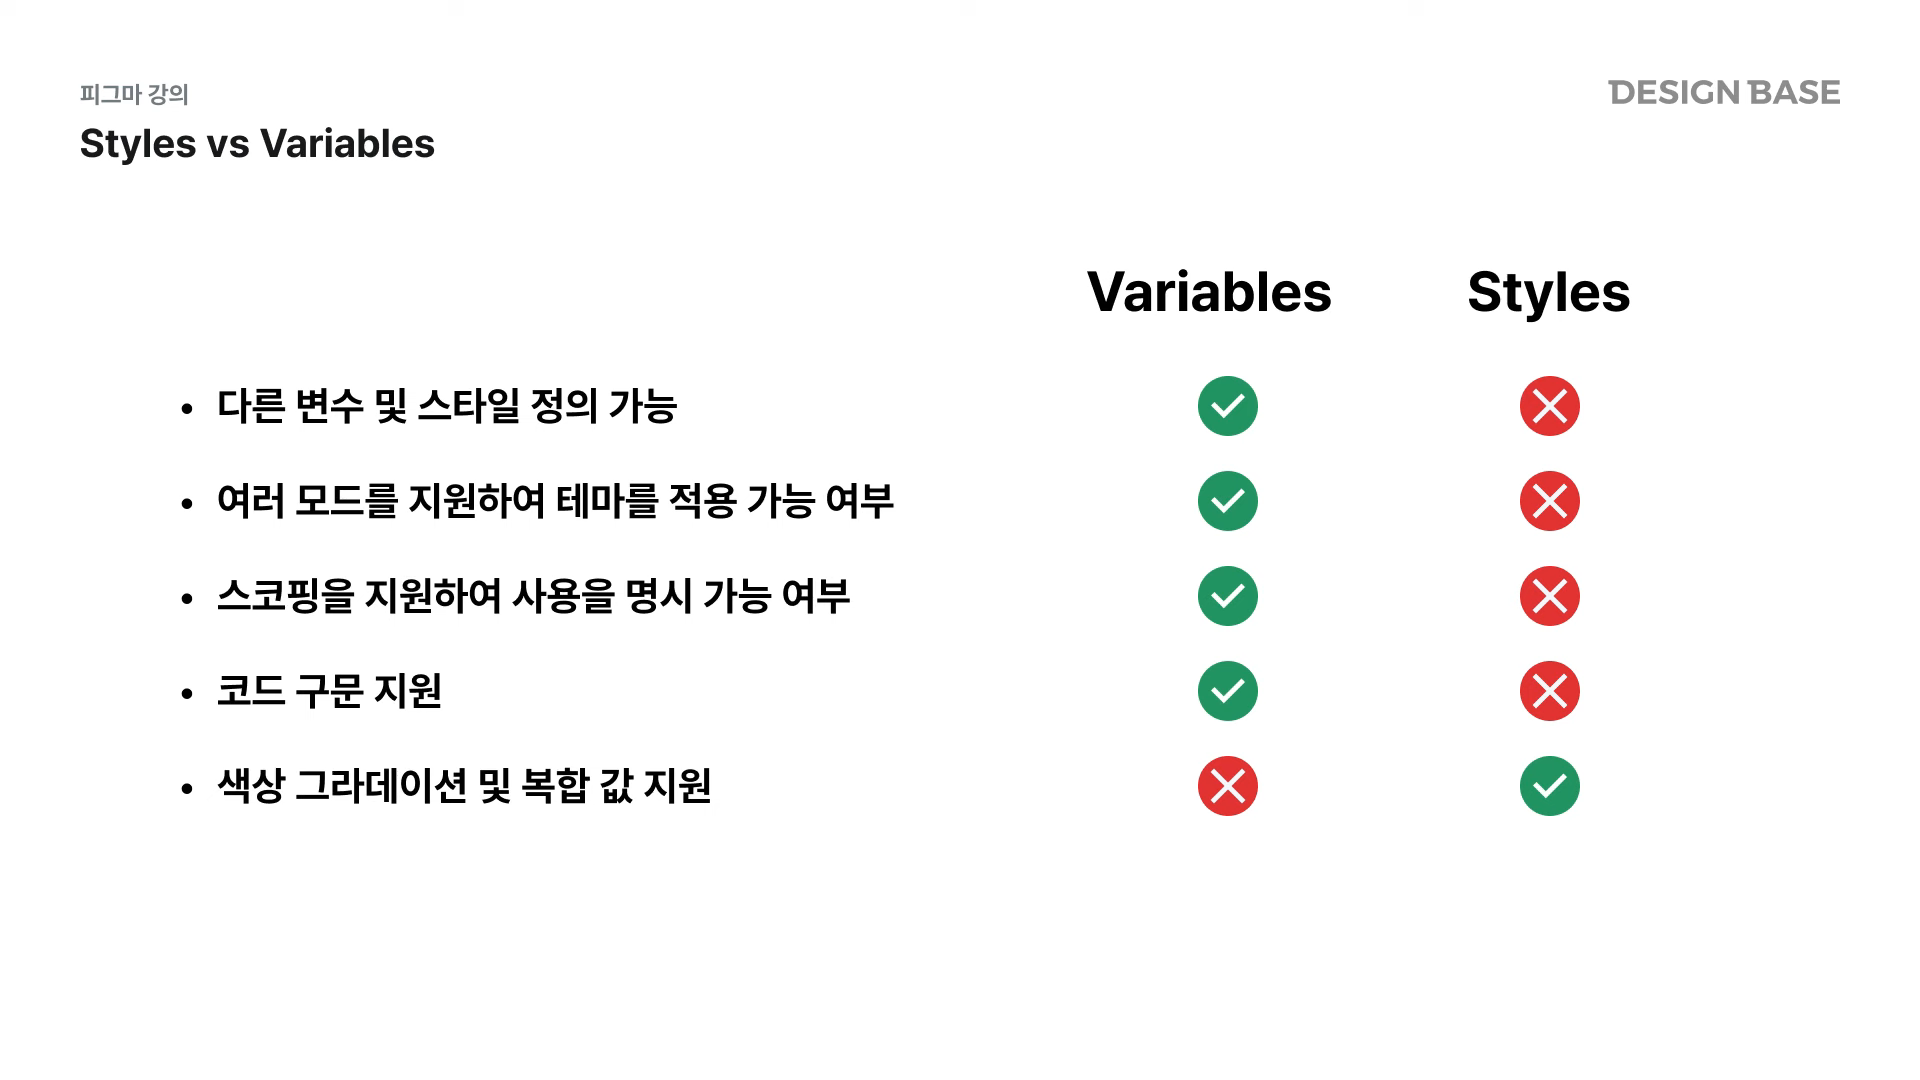 피그마 강의
DESIGN BASE
Styles vs Variables
Variables Styles
• 다른 변수 및 스타일 정의 가능
• 여러 모드를 지원하여 테마를 적용 가능 여부
• 스코핑을 지원하여 사용을 명시 가능 여부
• 코드 구문 지원
• 색상 그라데이션 및 복합 값 지원